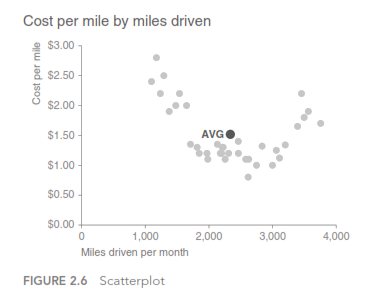 Cost per mile by miles driven
Cost per mile
$3.00
$2.50
$2.00
$1.50
$1.00
$0.50
$0.00
AVG
0 1,000 2,000 3,000 4,000
Miles driven per month
FIGURE 2.6 Scatterplot